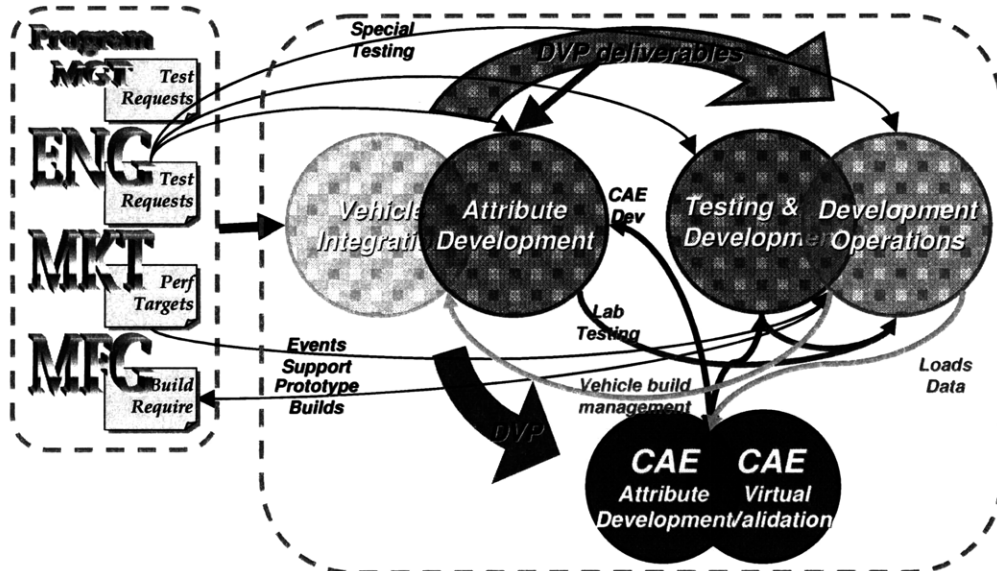 Program
MGT
Test
Requests
ENG
Test
Requests
MKT
Perf
Targets
MFG
Build
Require
Special
Testing
DVP deliverables
Vehicle
Integration
Attribute
Development
CAE
Dev
Testing &
Development
Development
Operations
Lab
Testing
Events
Support
Prototype
Builds
Vehicle build
management
Loads
Data
DVP
CAE
Attribute
Development
CAE
Virtual
Validation